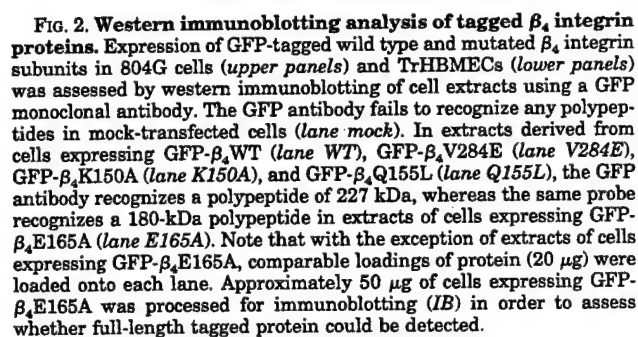 FIG. 2. Western immunoblotting analysis of tagged β₄ integrin
proteins. Expression of GFP-tagged wild type and mutated β₄ integrin
subunits in 804G cells (upper panels) and TrHBMECs (lower panels)
was assessed by western immunoblotting of cell extracts using a GFP
monoclonal antibody. The GFP antibody fails to recognize any polypep-
tides in mock-transfected cells (lane mock). In extracts derived from
cells expressing GFP-β₄WT (lane WT), GFP-β₄V284E (lane V284E),
GFP-β₄K150A (lane K150A), and GFP-β₄Q155L (lane Q155L), the GFP
antibody recognizes a polypeptide of 227 kDa, whereas the same probe
recognizes a 180-kDa polypeptide in extracts of cells expressing GFP-
β₄E165A (lane E165A). Note that with the exception of extracts of cells
expressing GFP-β₄E165A, comparable loadings of protein (20 μg) were
loaded onto each lane. Approximately 50 μg of cells expressing GFP-
β₄E165A was processed for immunoblotting (IB) in order to assess
whether full-length tagged protein could be detected.